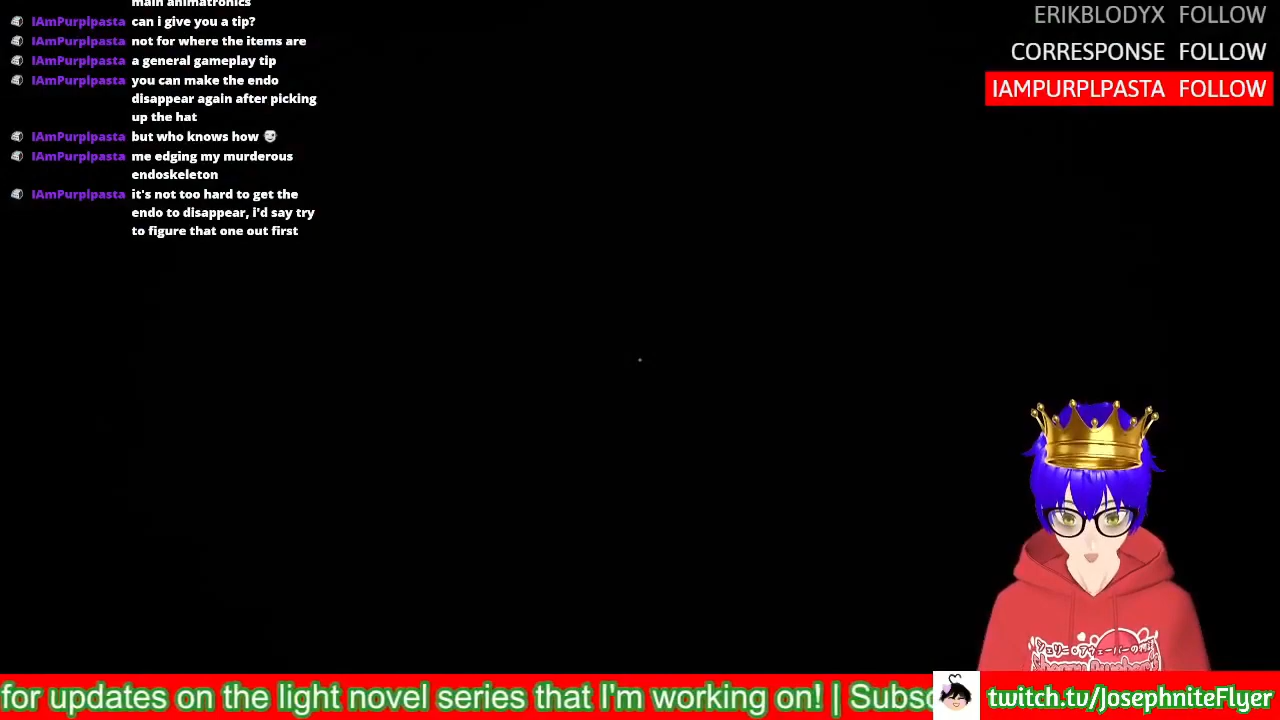 main animatronics
IAmPurplpasta can i give you a tip?
IAmPurplpasta not for where the items are
IAmPurplpasta a general gameplay tip
IAmPurplpasta you can make the endo
disappear again after picking
up the hat
IAmPurplpasta but who knows how
IAmPurplpasta me edging my murderous
endoskeleton
IAmPurplpasta it's not too hard to get the
endo to disappear, i'd say try
to figure that one out first
ERIKBLODYX FOLLOW
CORRESPONSE FOLLOW
IAMPURPLPASTA FOLLOW
for updates on the light novel series that I'm working on! | Subsc
twitch.tv/JosephniteFlyer